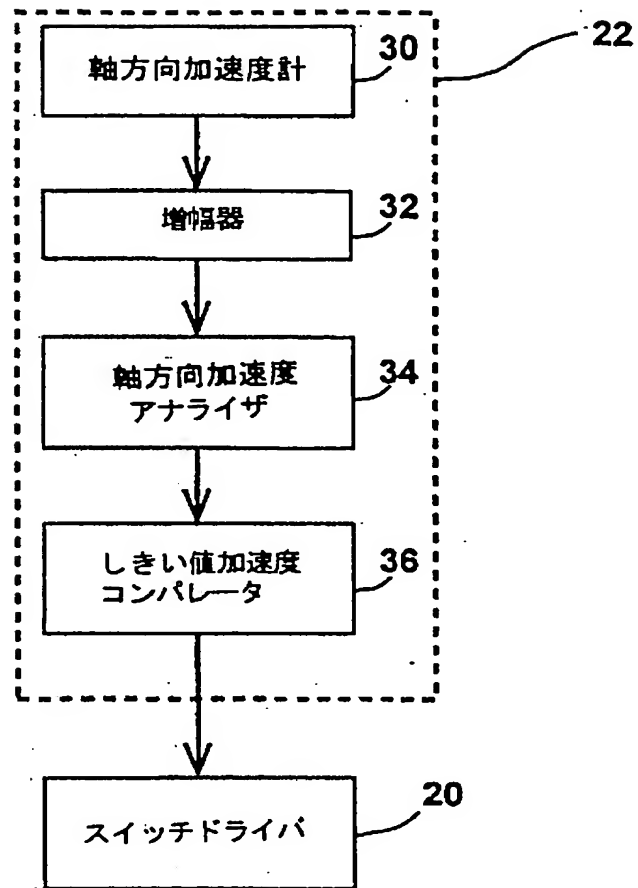 22
軸方向加速度計
30
増幅器
32
軸方向加速度
アナライザ
34
しきい値加速度
コンパレータ
36
スイッチドライバ
20